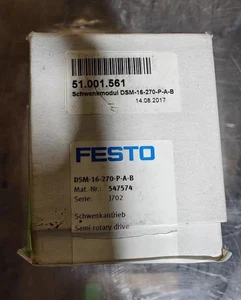 51.001.561
Schwenkmodul DSM-16-270-P-A-B
14.08.2017
FESTO
DSM-16-270-P-A-B
Mat. Nr.: 547574
Serie: J702
Schwenkantrieb
Semi rotary drive